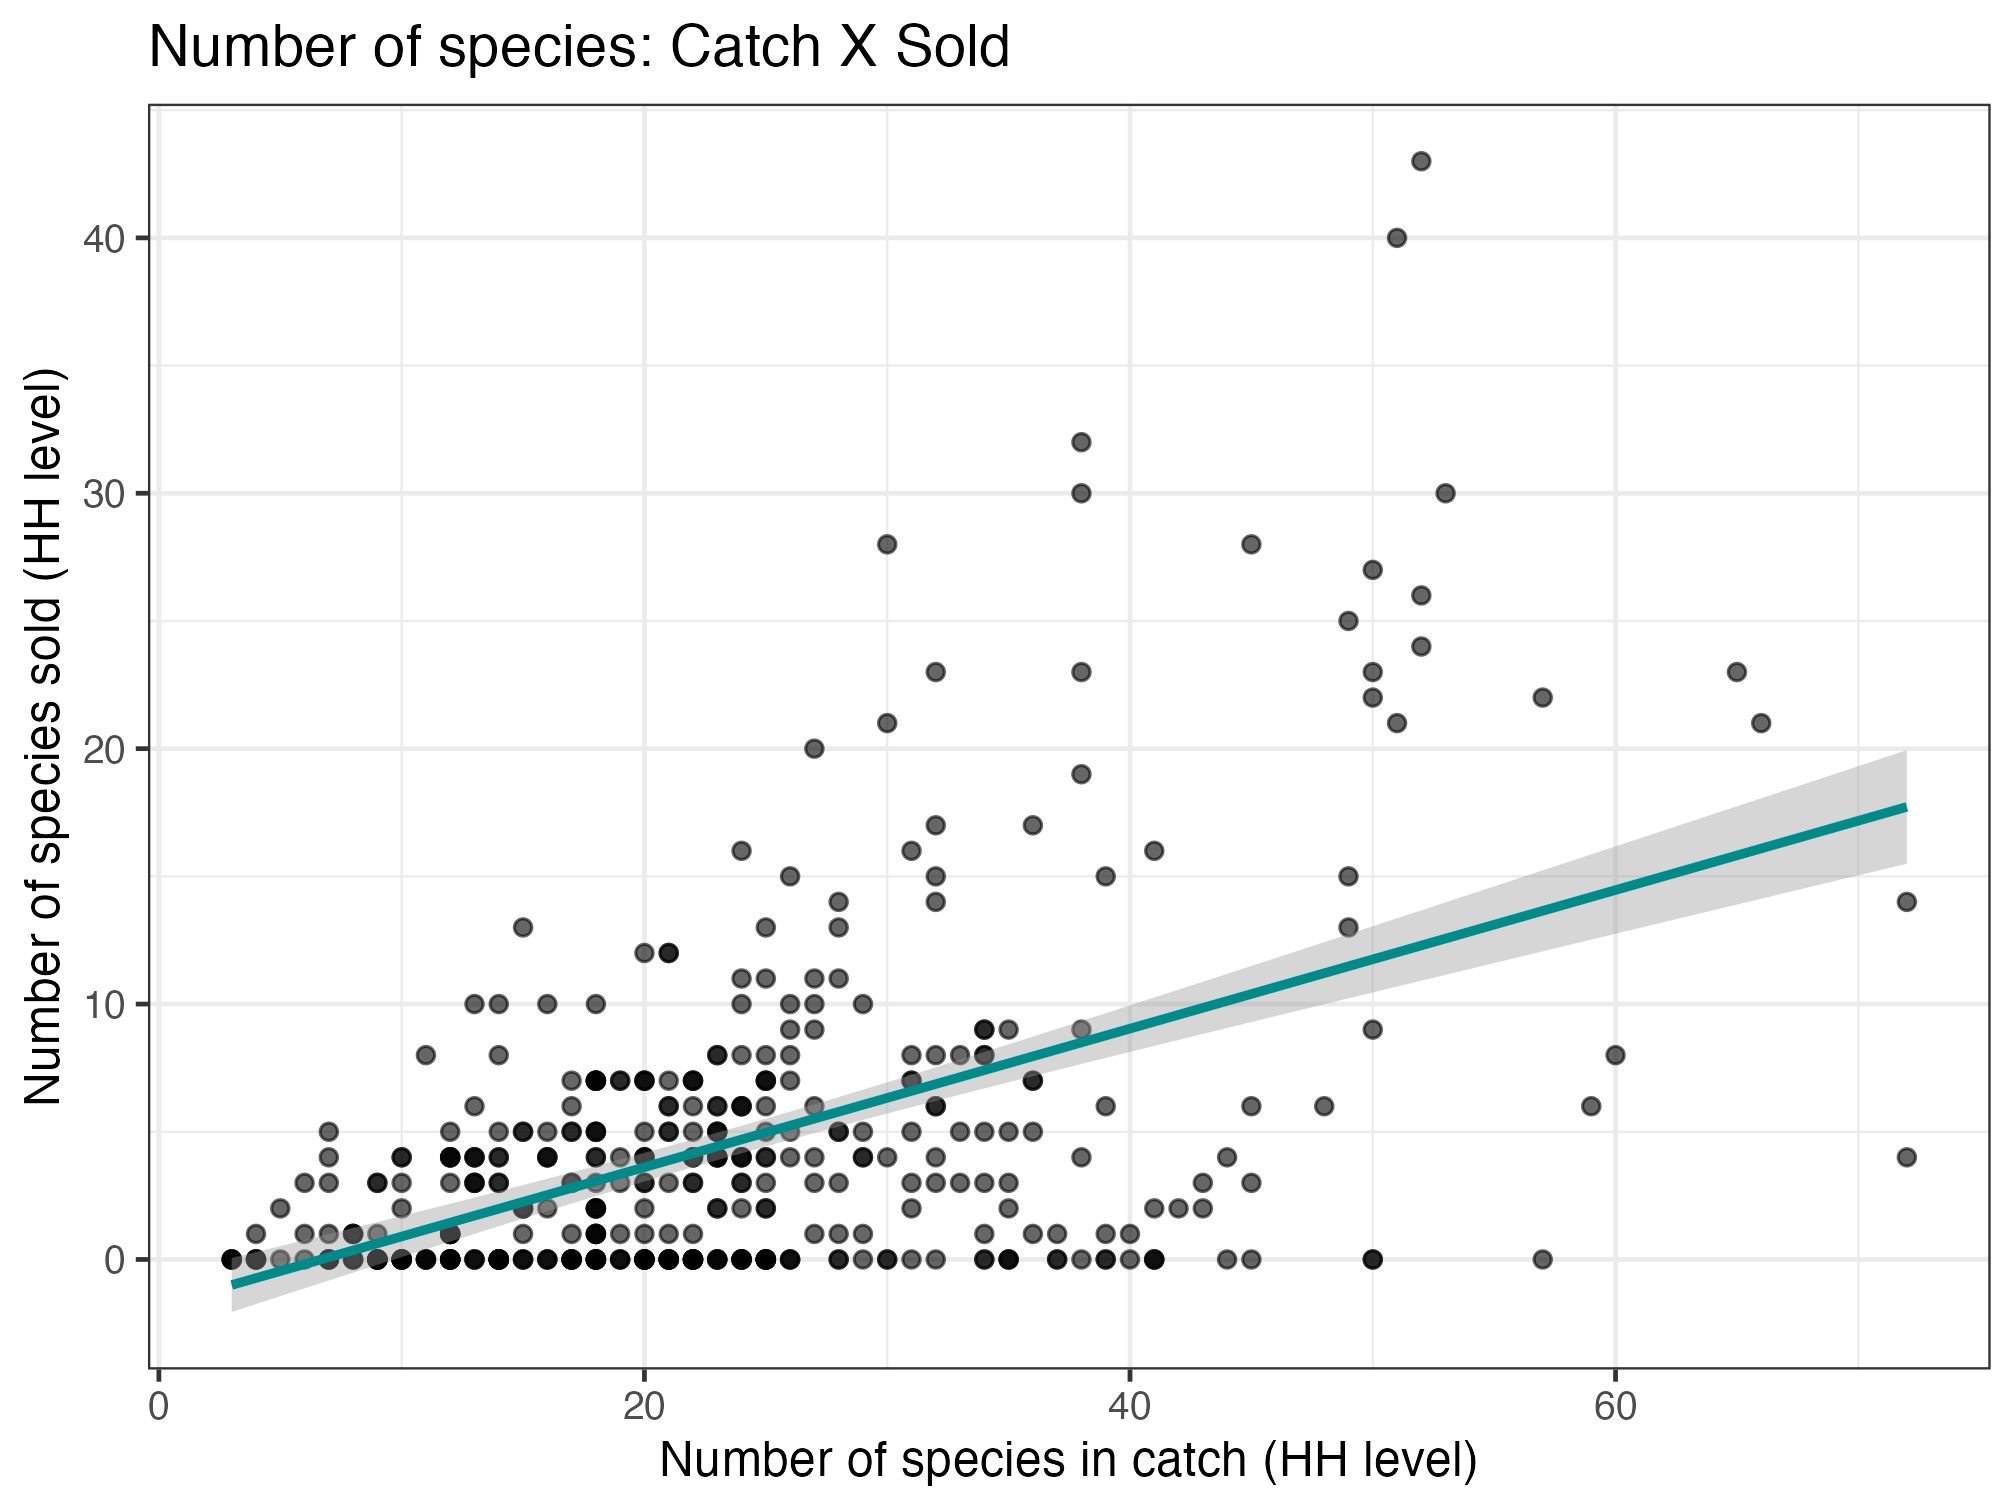 Number of species: Catch X Sold
Number of species sold (HH level)
40
30
20
10
0
0 20 40 60
Number of species in catch (HH level)